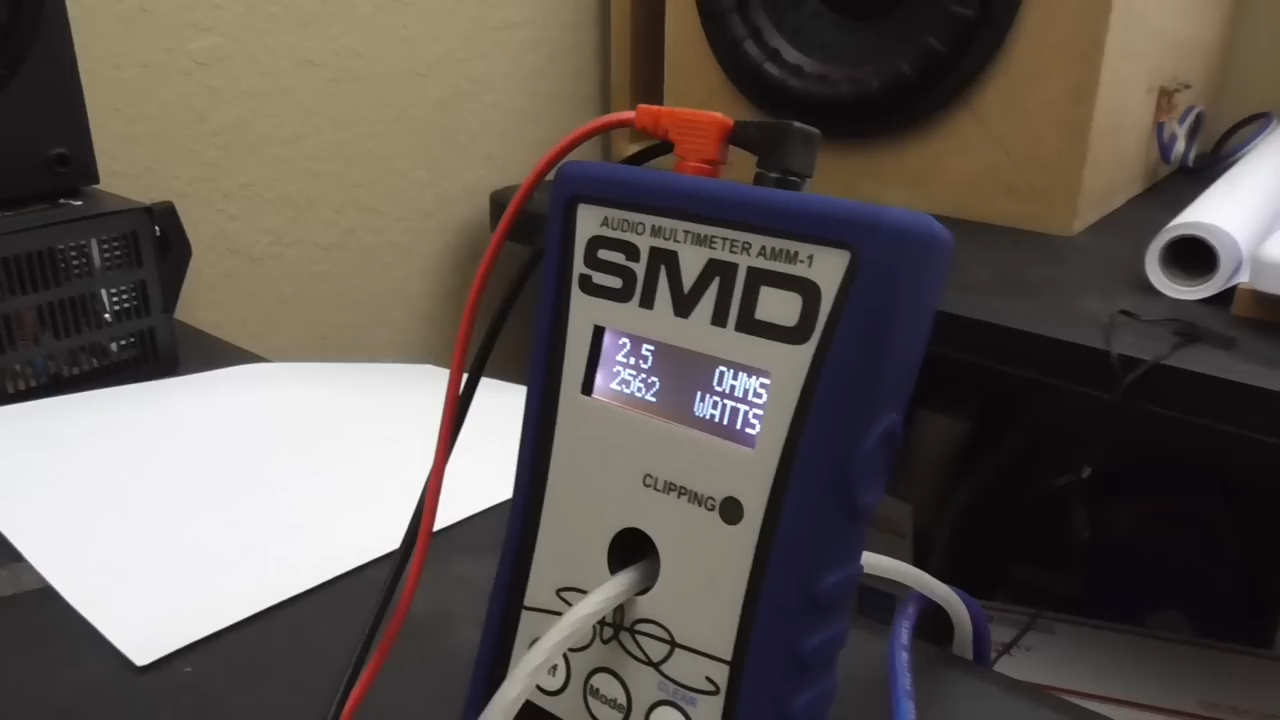 AUDIO MULTIMETER AMM-1
SMD
2.5 OHMS
2562 WATTS
CLIPPING
Mode
CLEAR